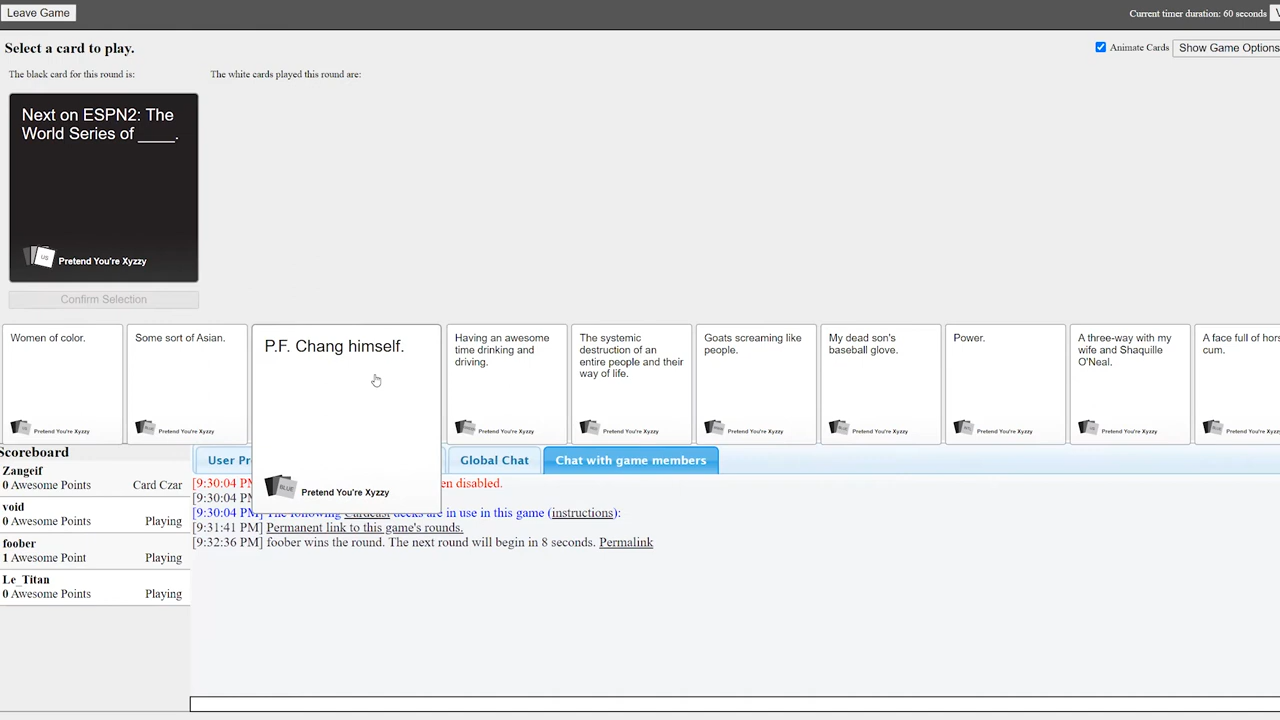 Leave Game
Current timer duration: 60 seconds
Select a card to play.
Animate Cards
Show Game Options
The black card for this round is:
The white cards played this round are:
Next on ESPN2: The
World Series of ____.
US
Pretend You're Xyzzy
Confirm Selection
Women of color.
Pretend You're Xyzzy
Some sort of Asian.
Pretend You're Xyzzy
P.F. Chang himself.
BLUE
Pretend You're Xyzzy
Having an awesome
time drinking and
driving.
Pretend You're Xyzzy
The systemic
destruction of an
entire people and their
way of life.
Pretend You're Xyzzy
Goats screaming like
people.
Pretend You're Xyzzy
My dead son's
baseball glove.
Pretend You're Xyzzy
Power.
Pretend You're Xyzzy
A three-way with my
wife and Shaquille
O'Neal.
Pretend You're Xyzzy
A face full of hors
cum.
Pretend You're Xyzzy
Scoreboard
Zangeif
0 Awesome Points
Card Czar
void
0 Awesome Points
Playing
foober
1 Awesome Point
Playing
Le_Titan
0 Awesome Points
Playing
User Pr
Global Chat
Chat with game members
[9:30:04 PM en disabled.
[9:30:04 PM
[9:30:04 PM] The following Cardcast decks are in use in this game (instructions):
[9:31:41 PM] Permanent link to this game's rounds.
[9:32:36 PM] foober wins the round. The next round will begin in 8 seconds. Permalink